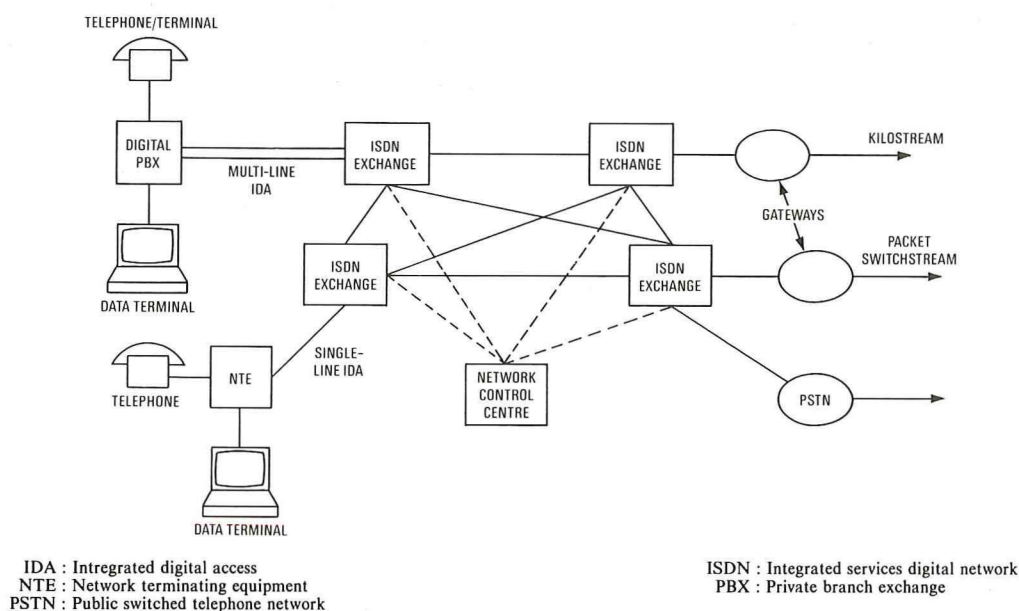 TELEPHONE/TERMINAL
DIGITAL
PBX
MULTI-LINE
IDA
ISDN
EXCHANGE
ISDN
EXCHANGE
KILOSTREAM
GATEWAYS
DATA TERMINAL
ISDN
EXCHANGE
ISDN
EXCHANGE
PACKET
SWITCHSTREAM
TELEPHONE
NTE
SINGLE-
LINE IDA
NETWORK
CONTROL
CENTRE
PSTN
DATA TERMINAL
IDA : Intregrated digital access
NTE : Network terminating equipment
PSTN : Public switched telephone network
ISDN : Integrated services digital network
PBX : Private branch exchange